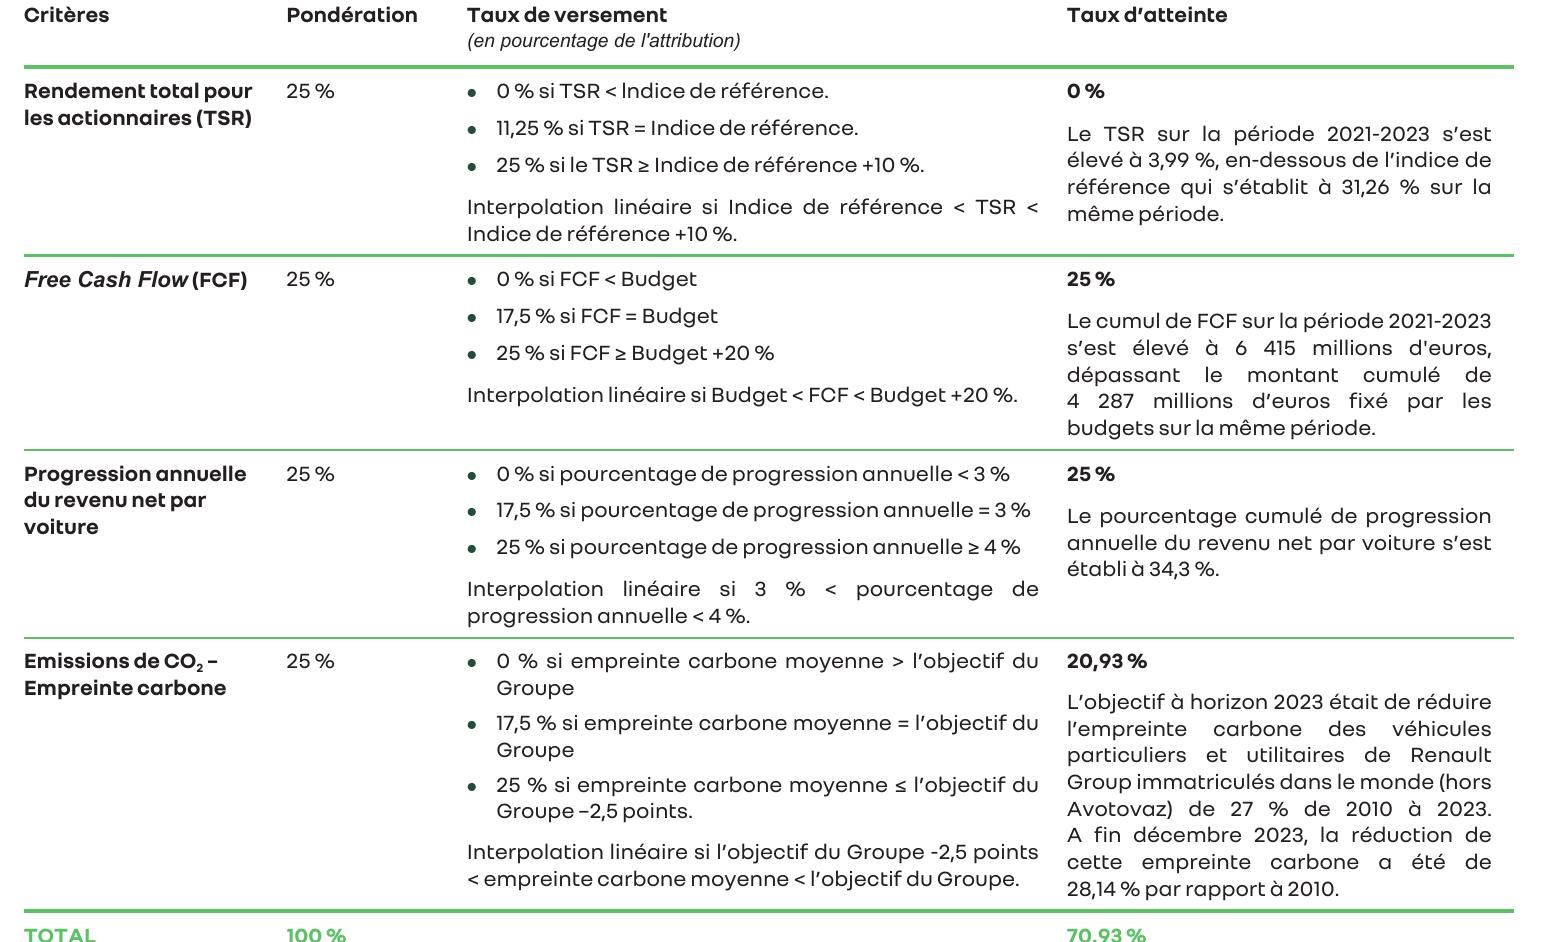 Critères Pondération Taux de versement Taux d’atteinte
(en pourcentage de l'attribution)
Rendement total pour
les actionnaires (TSR)
25 %
• 0 % si TSR < Indice de référence.
• 11,25 % si TSR = Indice de référence.
• 25 % si le TSR ≥ Indice de référence +10 %.
Interpolation linéaire si Indice de référence < TSR <
Indice de référence +10 %.
0 %
Le TSR sur la période 2021-2023 s’est
élevé à 3,99 %, en-dessous de l’indice de
référence qui s’établit à 31,26 % sur la
même période.
Free Cash Flow (FCF)
25 %
• 0 % si FCF < Budget
• 17,5 % si FCF = Budget
• 25 % si FCF ≥ Budget +20 %
Interpolation linéaire si Budget < FCF < Budget +20 %.
25 %
Le cumul de FCF sur la période 2021-2023
s’est élevé à 6 415 millions d'euros,
dépassant le montant cumulé de
4 287 millions d’euros fixé par les
budgets sur la même période.
Progression annuelle
du revenu net par
voiture
25 %
• 0 % si pourcentage de progression annuelle < 3 %
• 17,5 % si pourcentage de progression annuelle = 3 %
• 25 % si pourcentage de progression annuelle ≥ 4 %
Interpolation linéaire si 3 % < pourcentage de
progression annuelle < 4 %.
25 %
Le pourcentage cumulé de progression
annuelle du revenu net par voiture s’est
établi à 34,3 %.
Emissions de CO₂ –
Empreinte carbone
25 %
• 0 % si empreinte carbone moyenne > l’objectif du
Groupe
• 17,5 % si empreinte carbone moyenne = l’objectif du
Groupe
• 25 % si empreinte carbone moyenne ≤ l’objectif du
Groupe –2,5 points.
Interpolation linéaire si l’objectif du Groupe -2,5 points
< empreinte carbone moyenne < l’objectif du Groupe.
20,93 %
L’objectif à horizon 2023 était de réduire
l’empreinte carbone des véhicules
particuliers et utilitaires de Renault
Group immatriculés dans le monde (hors
Avotovaz) de 27 % de 2010 à 2023.
A fin décembre 2023, la réduction de
cette empreinte carbone a été de
28,14 % par rapport à 2010.
TOTAL 100 % 70,93 %